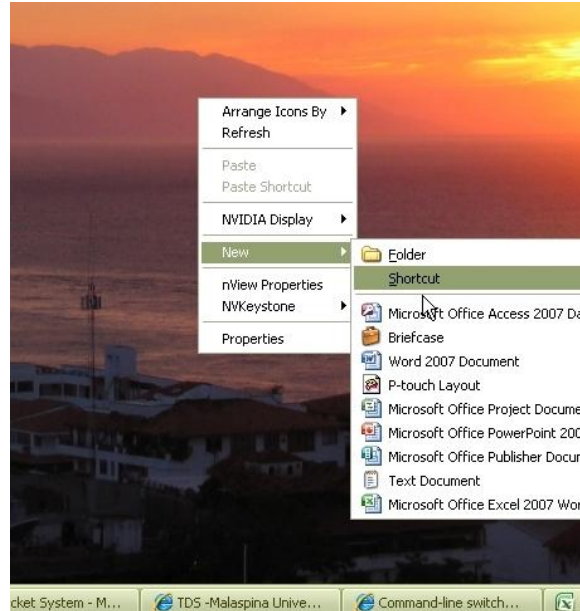 Arrange Icons By
Refresh
Paste
Paste Shortcut
NVIDIA Display
New
nView Properties
NVKeystone
Properties
Folder
Shortcut
Microsoft Office Access 2007 Da
Briefcase
Word 2007 Document
P-touch Layout
Microsoft Office Project Docume
Microsoft Office PowerPoint 200
Microsoft Office Publisher Docum
Text Document
Microsoft Office Excel 2007 Wor
cket System - M...
TDS -Malaspina Unive...
Command-line switch...